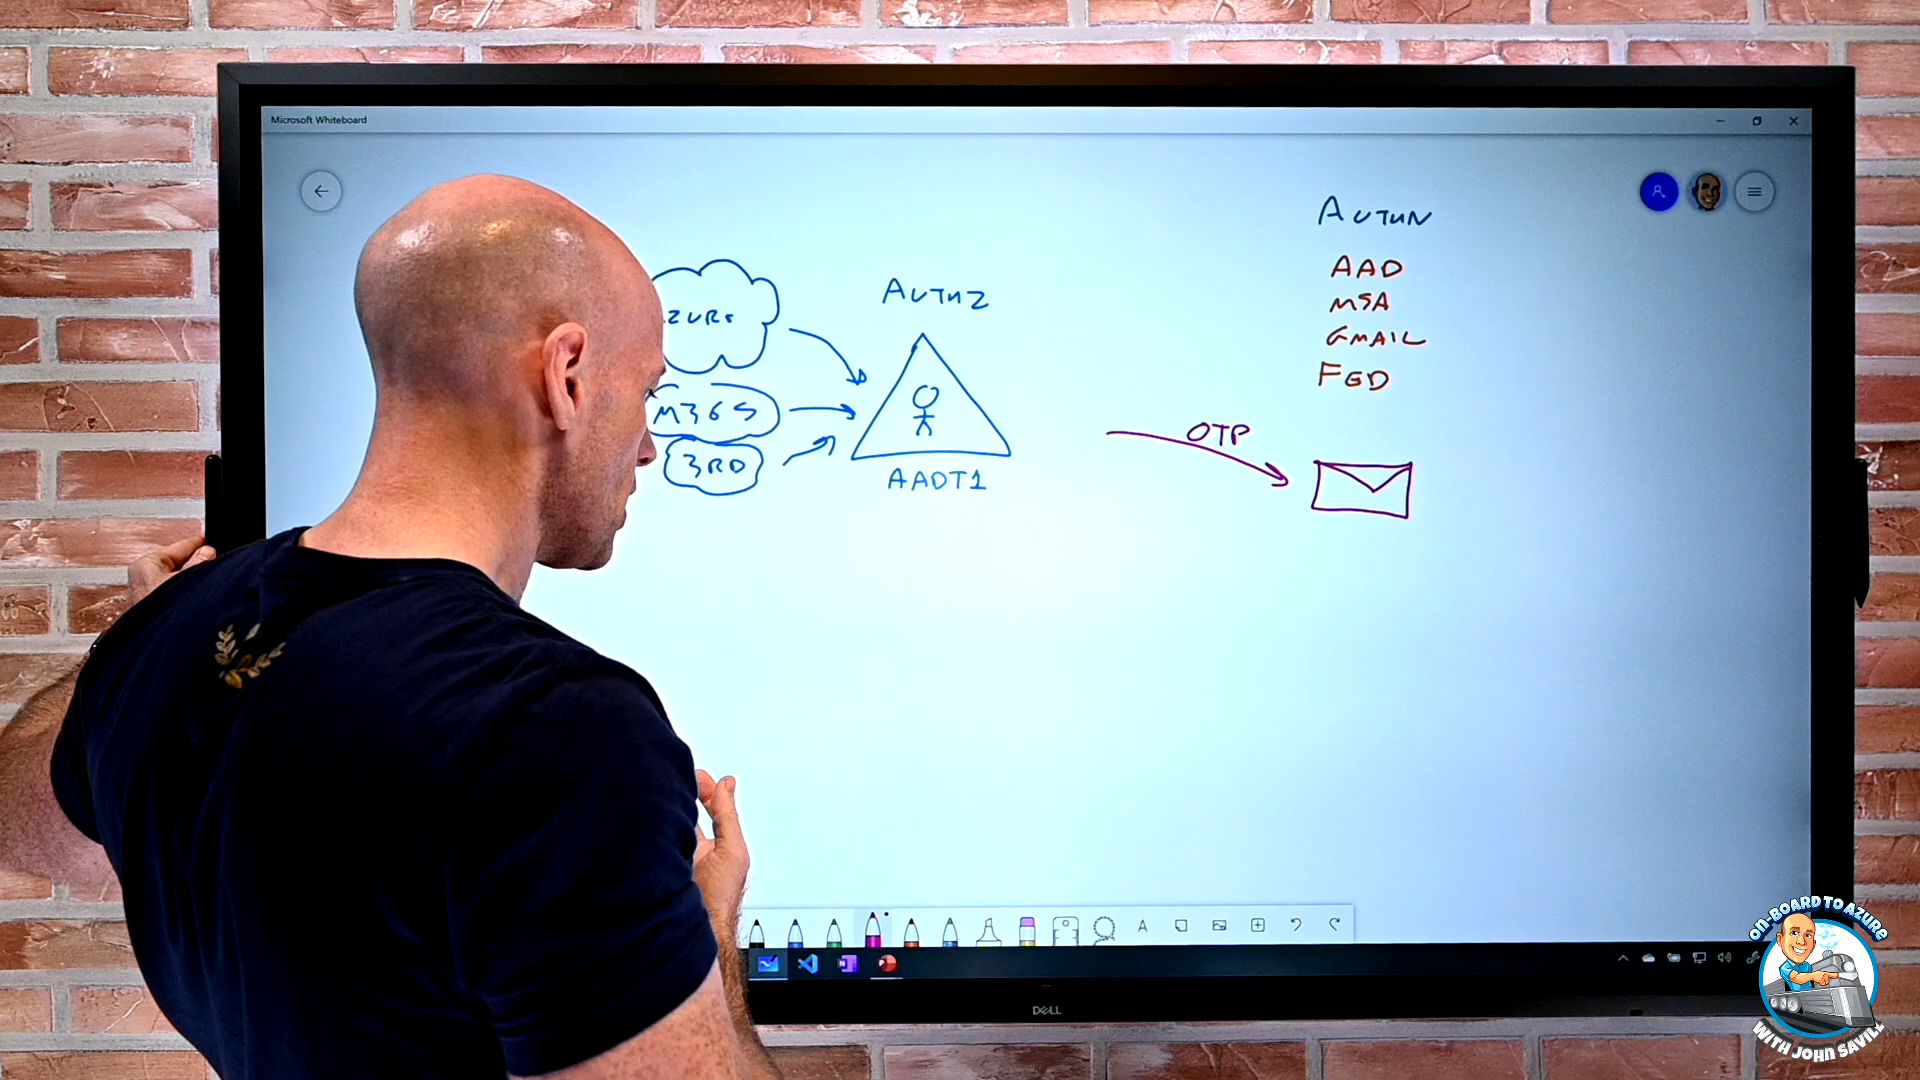 Microsoft Whiteboard
AUTHN
AAD
MSA
GMAIL
FED
AUTHZ
ZURE
M365
3RD
AADT1
OTP
A
DELL
ON-BOARD TO AZURE
WITH JOHN SAVILL